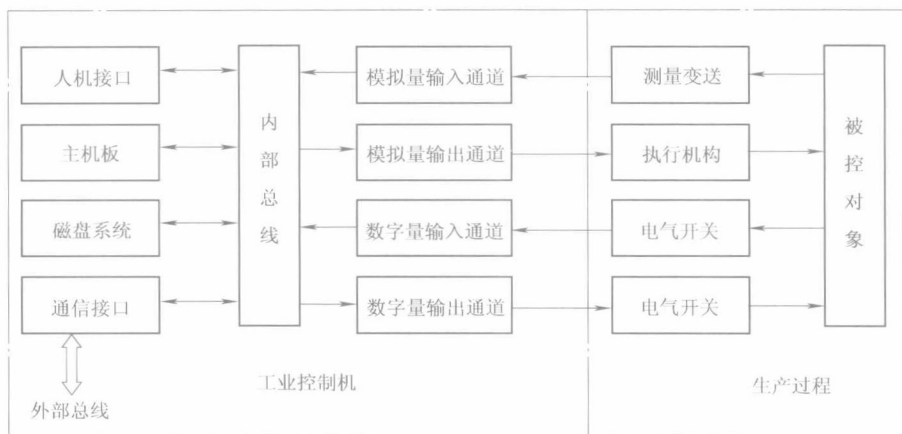 人机接口
主机板
磁盘系统
通信接口
外部总线
内部总线
模拟量输入通道
模拟量输出通道
数字量输入通道
数字量输出通道
工业控制机
测量变送
执行机构
电气开关
电气开关
被控对象
生产过程